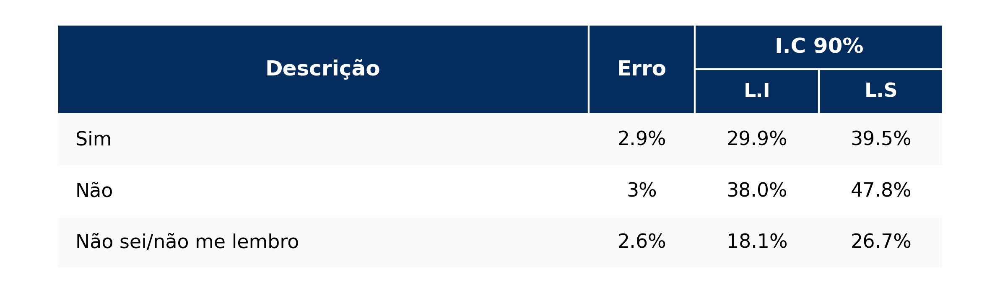 Descrição Erro I.C 90%
L.I L.S
Sim 2.9% 29.9% 39.5%
Não 3% 38.0% 47.8%
Não sei/não me lembro 2.6% 18.1% 26.7%